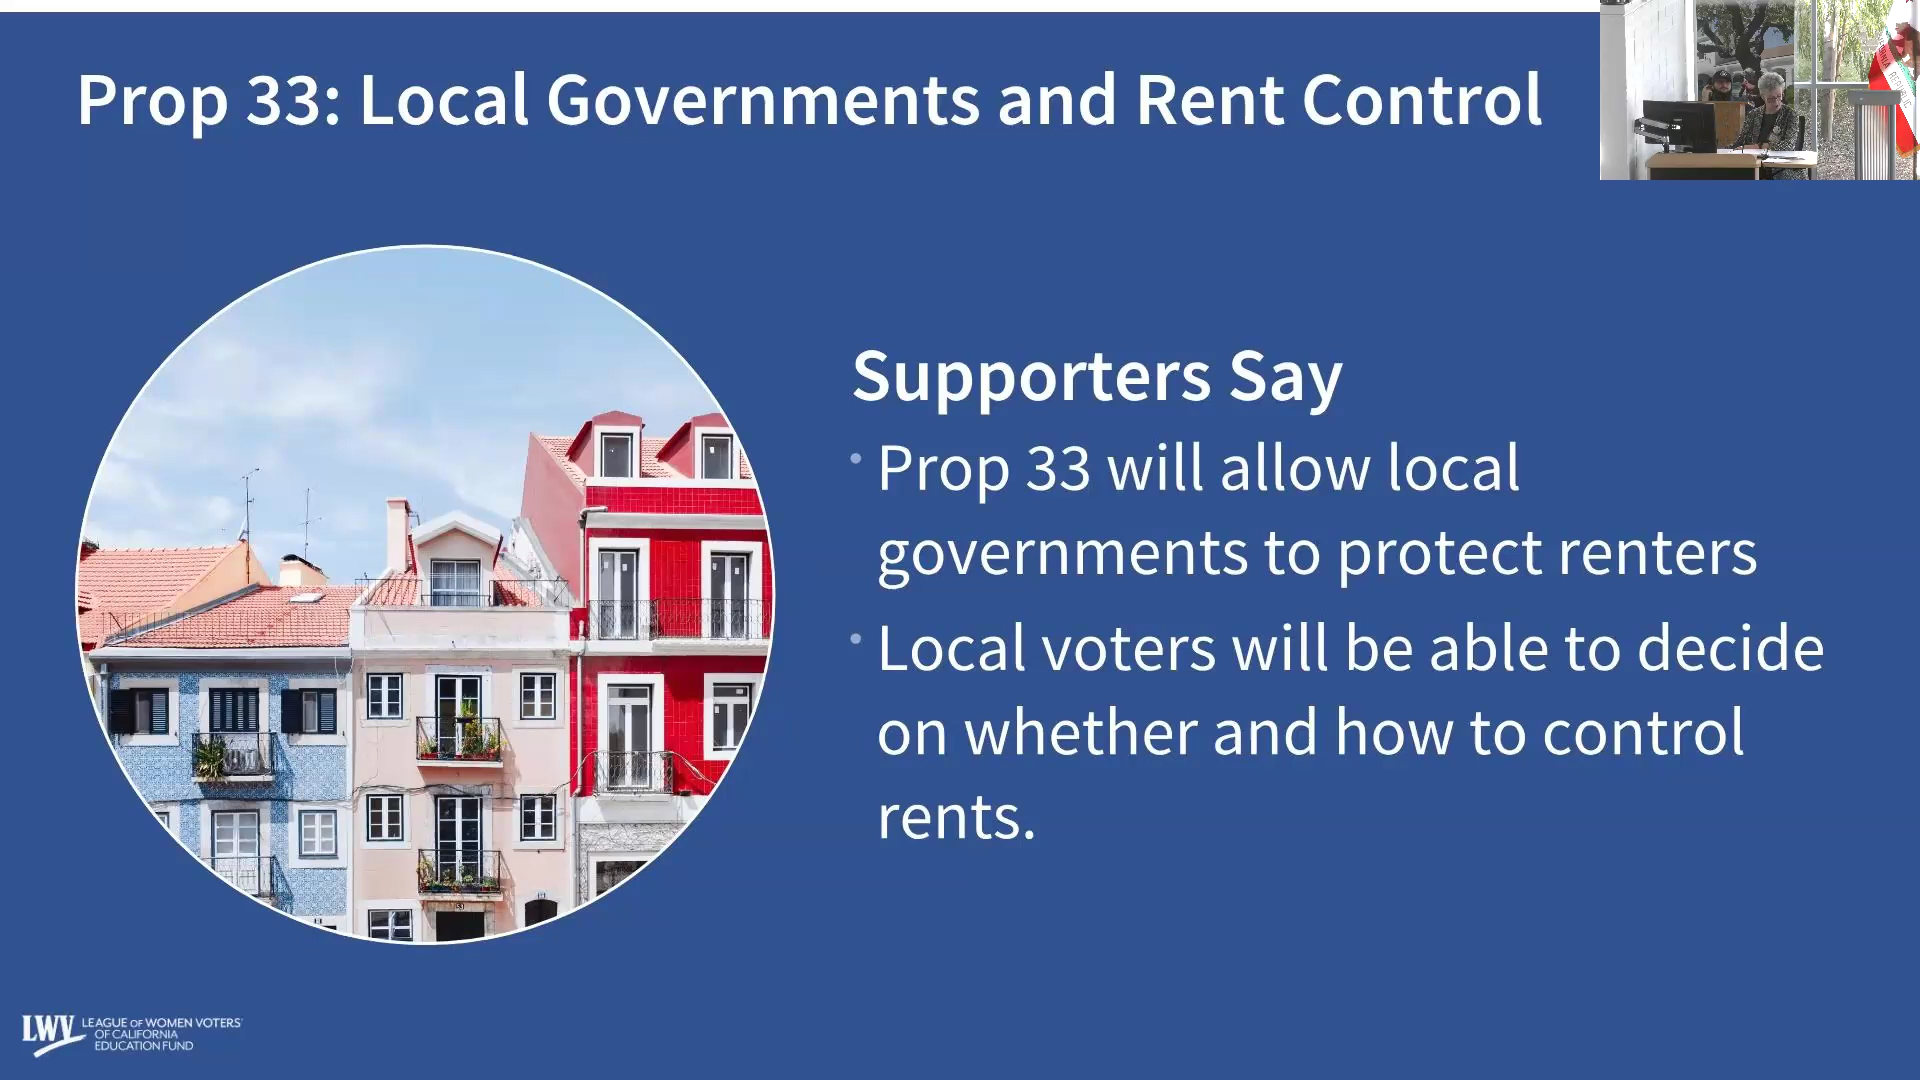 Prop 33: Local Governments and Rent Control
Supporters Say
Prop 33 will allow local
governments to protect renters
Local voters will be able to decide
on whether and how to control
rents.
LWV LEAGUE OF WOMEN VOTERS®
OF CALIFORNIA
EDUCATION FUND